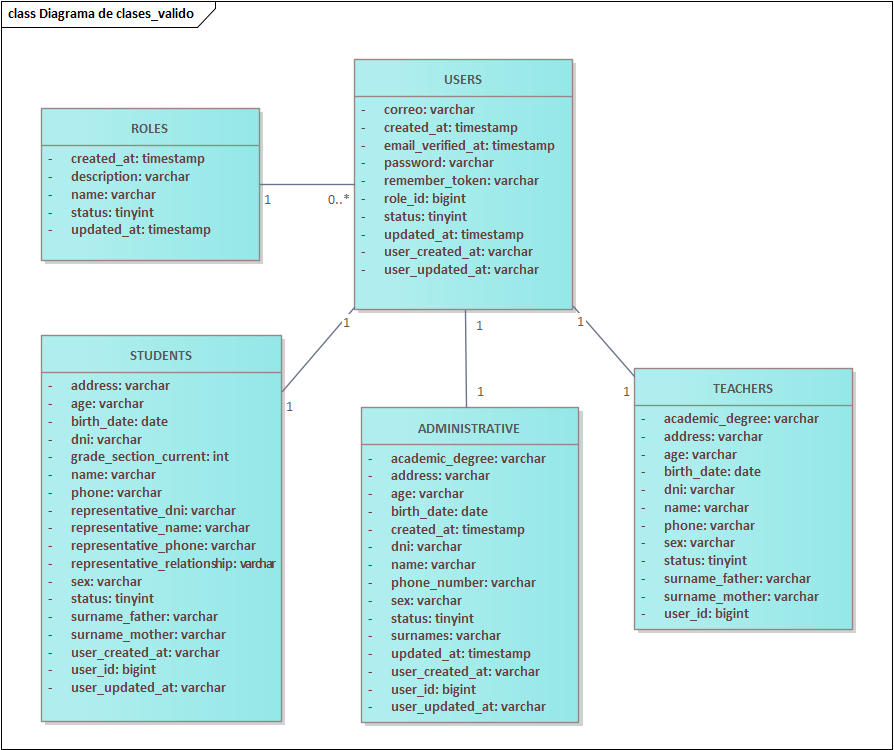 class Diagrama de clases_valido
ROLES
- created_at: timestamp
- description: varchar
- name: varchar
- status: tinyint
- updated_at: timestamp
1
0..*
USERS
- correo: varchar
- created_at: timestamp
- email_verified_at: timestamp
- password: varchar
- remember_token: varchar
- role_id: bigint
- status: tinyint
- updated_at: timestamp
- user_created_at: varchar
- user_updated_at: varchar
1
1
1
STUDENTS
- address: varchar
- age: varchar
- birth_date: date
- dni: varchar
- grade_section_current: int
- name: varchar
- phone: varchar
- representative_dni: varchar
- representative_name: varchar
- representative_phone: varchar
- representative_relationship: varchar
- sex: varchar
- status: tinyint
- surname_father: varchar
- surname_mother: varchar
- user_created_at: varchar
- user_id: bigint
- user_updated_at: varchar
1
1
ADMINISTRATIVE
- academic_degree: varchar
- address: varchar
- age: varchar
- birth_date: date
- created_at: timestamp
- dni: varchar
- name: varchar
- phone_number: varchar
- sex: varchar
- status: tinyint
- surnames: varchar
- updated_at: timestamp
- user_created_at: varchar
- user_id: bigint
- user_updated_at: varchar
1
TEACHERS
- academic_degree: varchar
- address: varchar
- age: varchar
- birth_date: date
- dni: varchar
- name: varchar
- phone: varchar
- sex: varchar
- status: tinyint
- surname_father: varchar
- surname_mother: varchar
- user_id: bigint